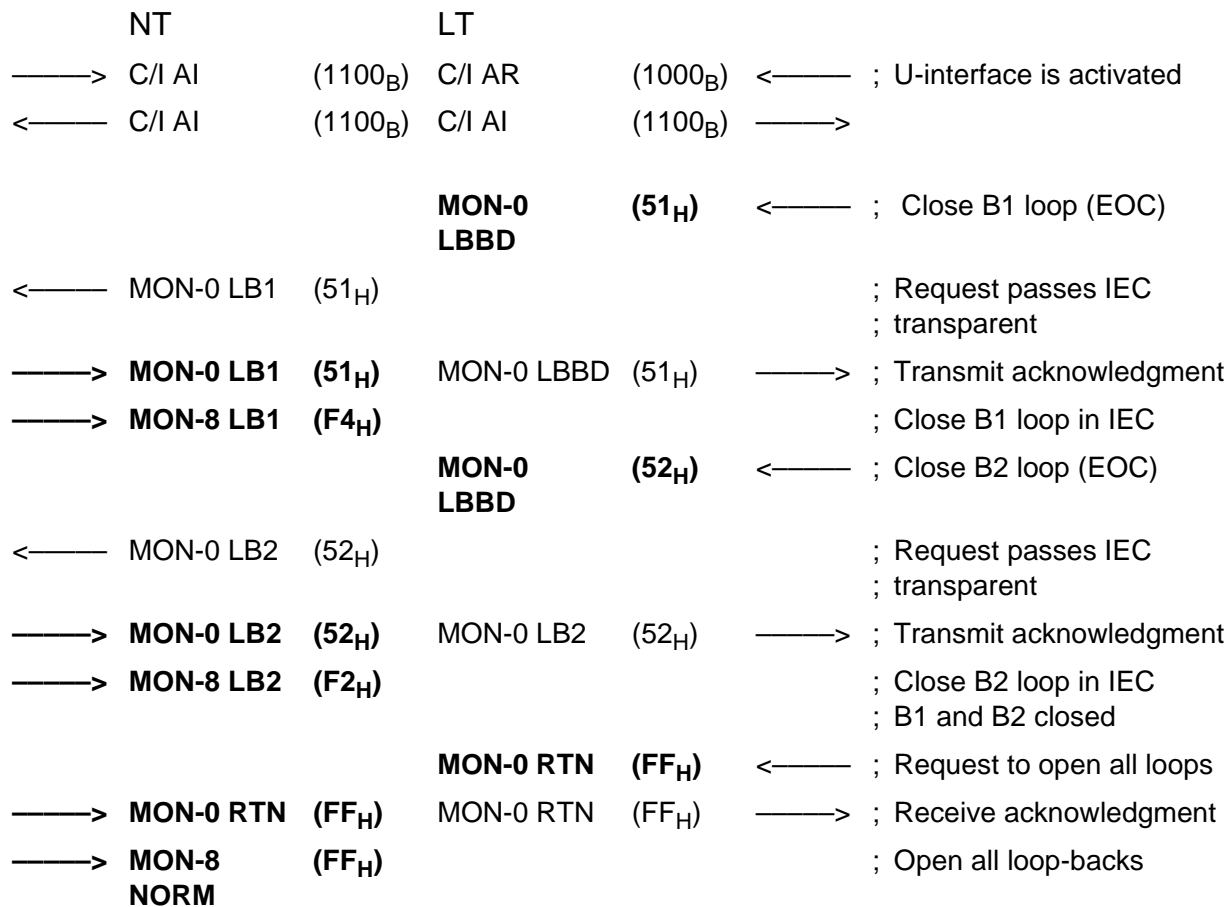 NT LT
–––––> C/I AI (1100B) C/I AR (1000B) <––––– ; U-interface is activated
<––––– C/I AI (1100B) C/I AI (1100B) –––––>
MON-0 (51H) <––––– ; Close B1 loop (EOC)
LBBD
<––––– MON-0 LB1 (51H) ; Request passes IEC
; transparent
–––––> MON-0 LB1 (51H) MON-0 LBBD (51H) –––––> ; Transmit acknowledgment
–––––> MON-8 LB1 (F4H) ; Close B1 loop in IEC
MON-0 (52H) <––––– ; Close B2 loop (EOC)
LBBD
<––––– MON-0 LB2 (52H) ; Request passes IEC
; transparent
–––––> MON-0 LB2 (52H) MON-0 LB2 (52H) –––––> ; Transmit acknowledgment
–––––> MON-8 LB2 (F2H) ; Close B2 loop in IEC
; B1 and B2 closed
MON-0 RTN (FFH) <––––– ; Request to open all loops
–––––> MON-0 RTN (FFH) MON-0 RTN (FFH) –––––> ; Receive acknowledgment
–––––> MON-8 (FFH) ; Open all loop-backs
NORM